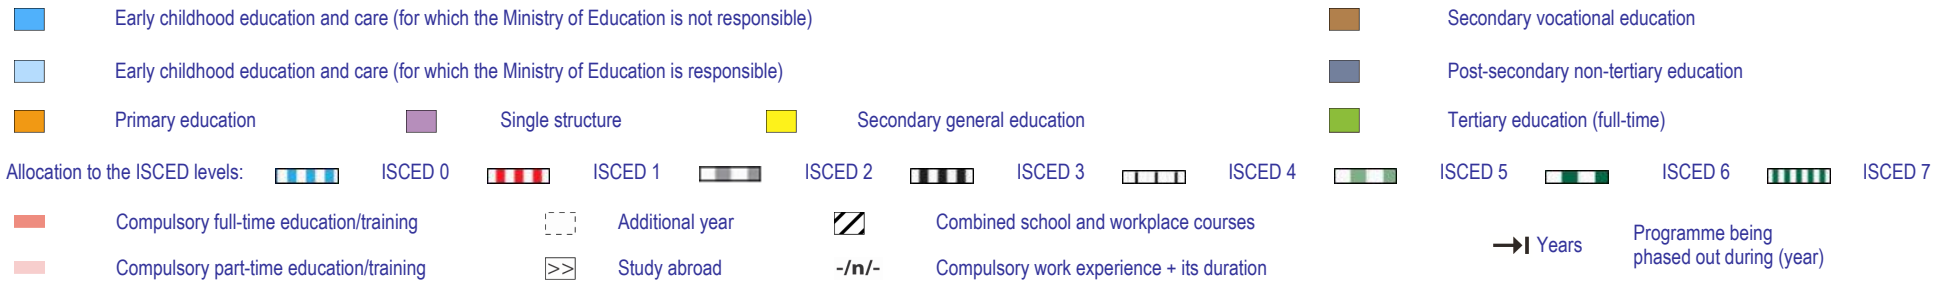 Early childhood education and care (for which the Ministry of Education is not responsible) Secondary vocational education
Early childhood education and care (for which the Ministry of Education is responsible) Post-secondary non-tertiary education
Primary education Single structure Secondary general education Tertiary education (full-time)
Allocation to the ISCED levels: ISCED 0 ISCED 1 ISCED 2 ISCED 3 ISCED 4 ISCED 5 ISCED 6 ISCED 7
Compulsory full-time education/training Additional year Combined school and workplace courses
Compulsory part-time education/training >> Study abroad -/n/- Compulsory work experience + its duration
Years Programme being
phased out during (year)